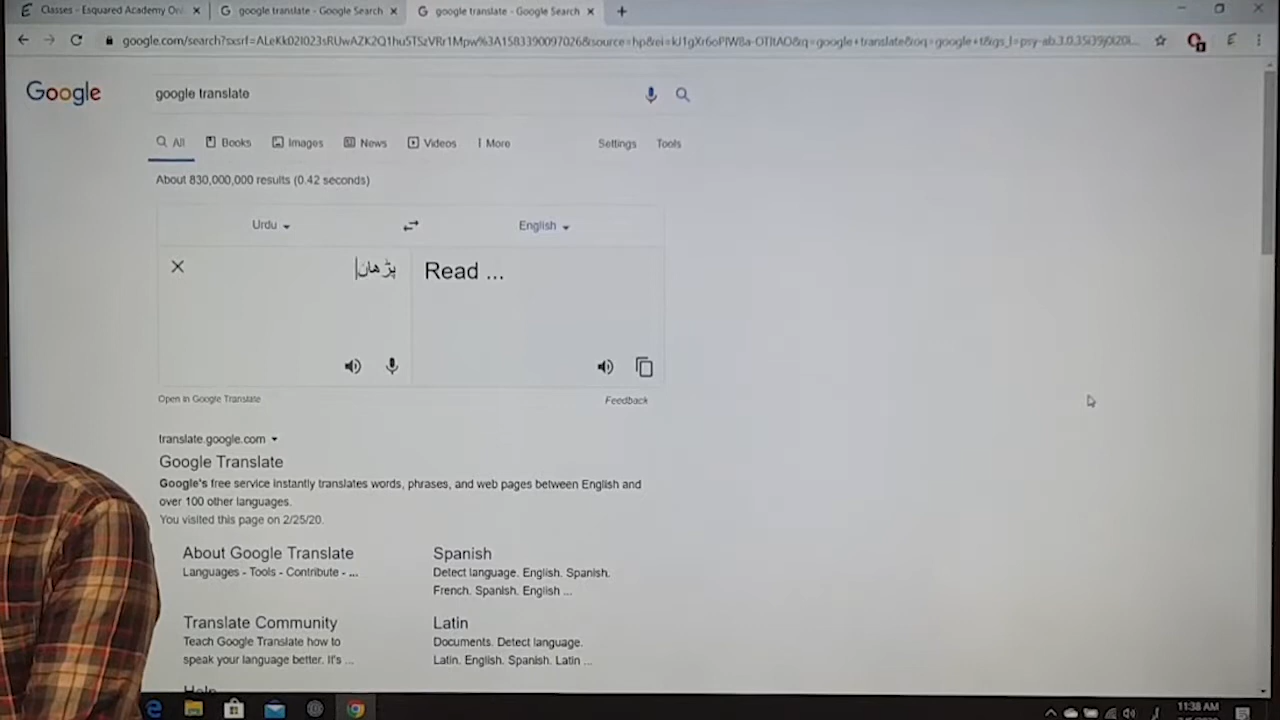 Classes - Esquared Academy On
google translate - Google Search
google translate - Google Search
Google
google translate
All
Books
Images
News
Videos
More
Settings
Tools
About 830,000,000 results (0.42 seconds)
Urdu
English
پڑھان
Read ...
Open in Google Translate
Feedback
translate.google.com
Google Translate
Google's free service instantly translates words, phrases, and web pages between English and
over 100 other languages.
You visited this page on 2/25/20.
About Google Translate
Languages - Tools - Contribute - ...
Spanish
Detect language. English. Spanish.
French. Spanish. English ...
Translate Community
Teach Google Translate how to
speak your language better. It's ...
Latin
Documents. Detect language.
Latin. English. Spanish. Latin ...
Help
11:38 AM